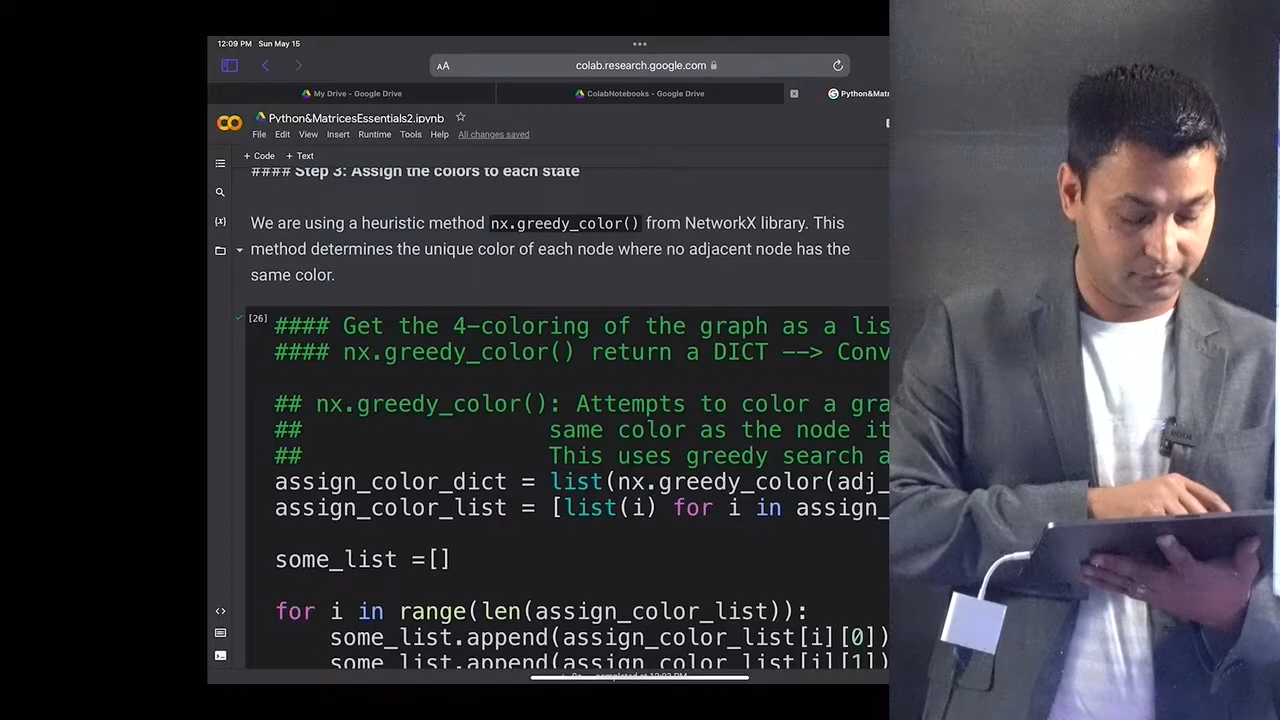 12:09 PM Sun May 15
AA colab.research.google.com
My Drive - Google Drive
ColabNotebooks - Google Drive
Python&Mat
Python&MatricesEssentials2.ipynb
File Edit View Insert Runtime Tools Help All changes saved
+ Code + Text
#### Step 3: Assign the colors to each state
We are using a heuristic method nx.greedy_color() from NetworkX library. This
method determines the unique color of each node where no adjacent node has the
same color.
[26]
#### Get the 4-coloring of the graph as a lis
#### nx.greedy_color() return a DICT --> Conv
## nx.greedy_color(): Attempts to color a gra
## same color as the node it
## This uses greedy search a
assign_color_dict = list(nx.greedy_color(adj_
assign_color_list = [list(i) for i in assign_
some_list =[]
for i in range(len(assign_color_list)):
some_list.append(assign_color_list[i][0])
some_list.append(assign_color_list[i][1])